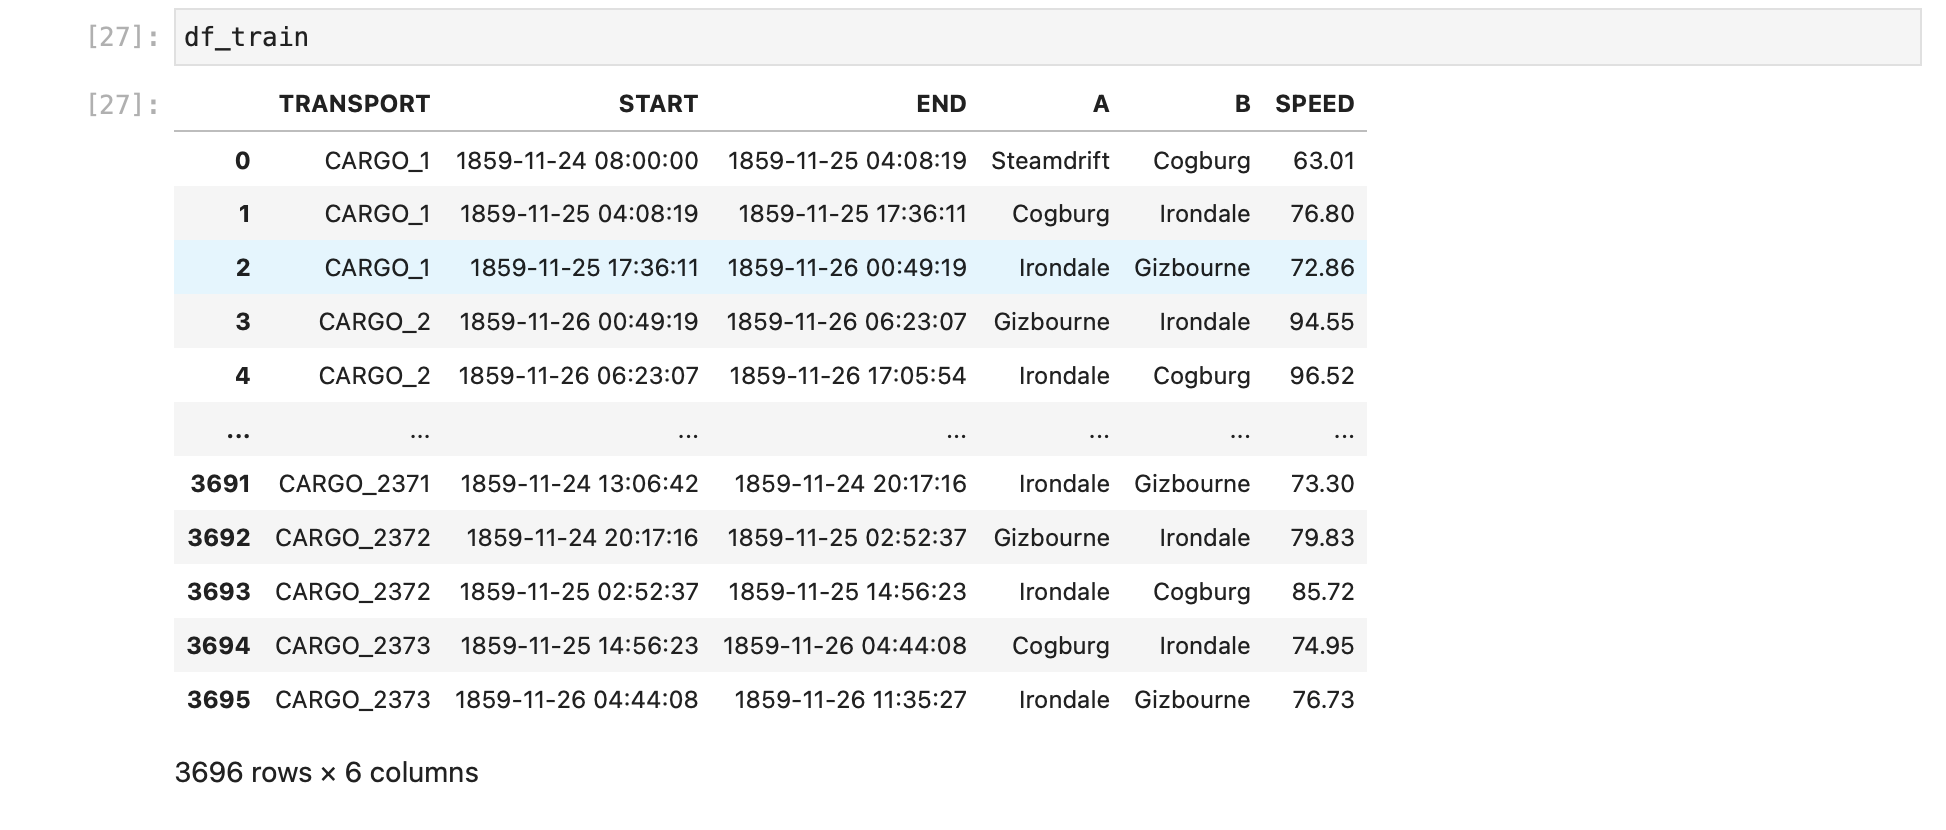 [27]: df_train
[27]: TRANSPORT START END A B SPEED
0 CARGO_1 1859-11-24 08:00:00 1859-11-25 04:08:19 Steamdrift Cogburg 63.01
1 CARGO_1 1859-11-25 04:08:19 1859-11-25 17:36:11 Cogburg Irondale 76.80
2 CARGO_1 1859-11-25 17:36:11 1859-11-26 00:49:19 Irondale Gizbourne 72.86
3 CARGO_2 1859-11-26 00:49:19 1859-11-26 06:23:07 Gizbourne Irondale 94.55
4 CARGO_2 1859-11-26 06:23:07 1859-11-26 17:05:54 Irondale Cogburg 96.52
... ... ... ... ... ... ...
3691 CARGO_2371 1859-11-24 13:06:42 1859-11-24 20:17:16 Irondale Gizbourne 73.30
3692 CARGO_2372 1859-11-24 20:17:16 1859-11-25 02:52:37 Gizbourne Irondale 79.83
3693 CARGO_2372 1859-11-25 02:52:37 1859-11-25 14:56:23 Irondale Cogburg 85.72
3694 CARGO_2373 1859-11-25 14:56:23 1859-11-26 04:44:08 Cogburg Irondale 74.95
3695 CARGO_2373 1859-11-26 04:44:08 1859-11-26 11:35:27 Irondale Gizbourne 76.73
3696 rows × 6 columns